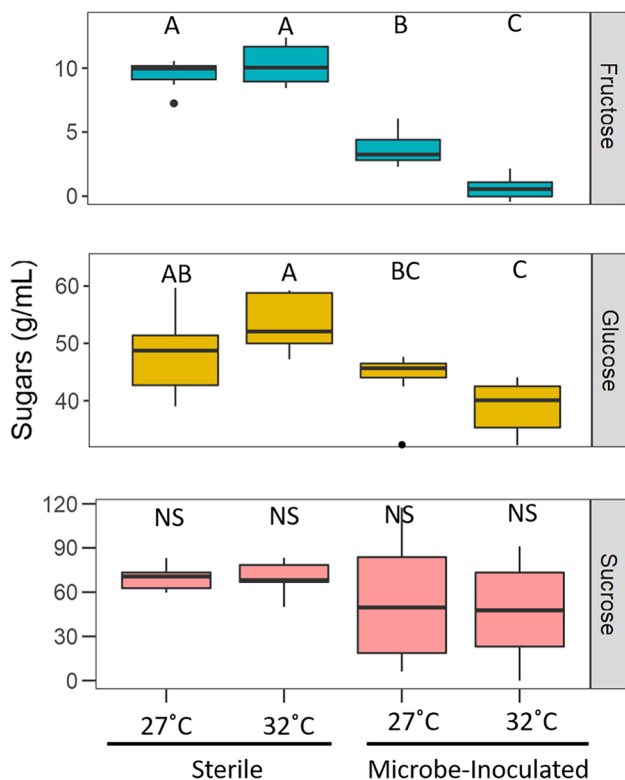 A A B C
10
5
0
Fructose
Sugars (g/mL)
AB A BC C
60
50
40
Glucose
NS NS NS NS
120
90
60
30
0
Sucrose
27˚C 32˚C 27˚C 32˚C
Sterile Microbe-Inoculated